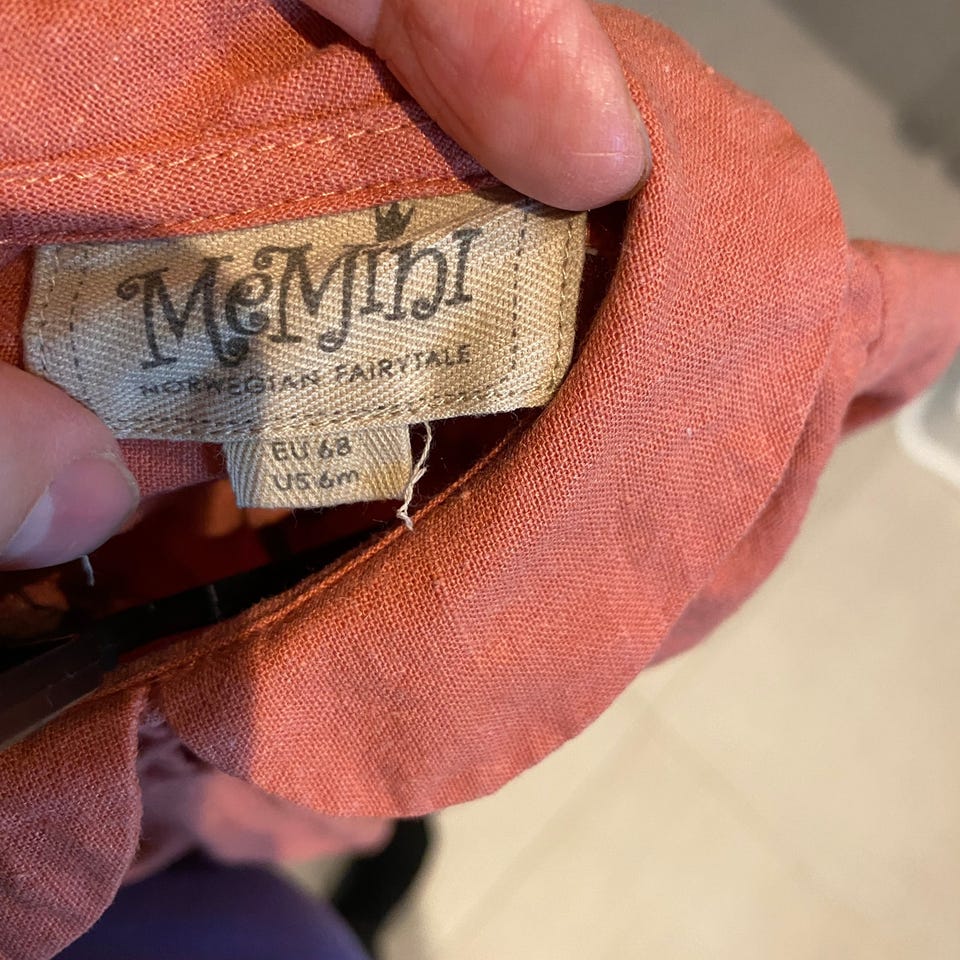 MeMini
NORWEGIAN FAIRYTALE
EU 68
US 6m